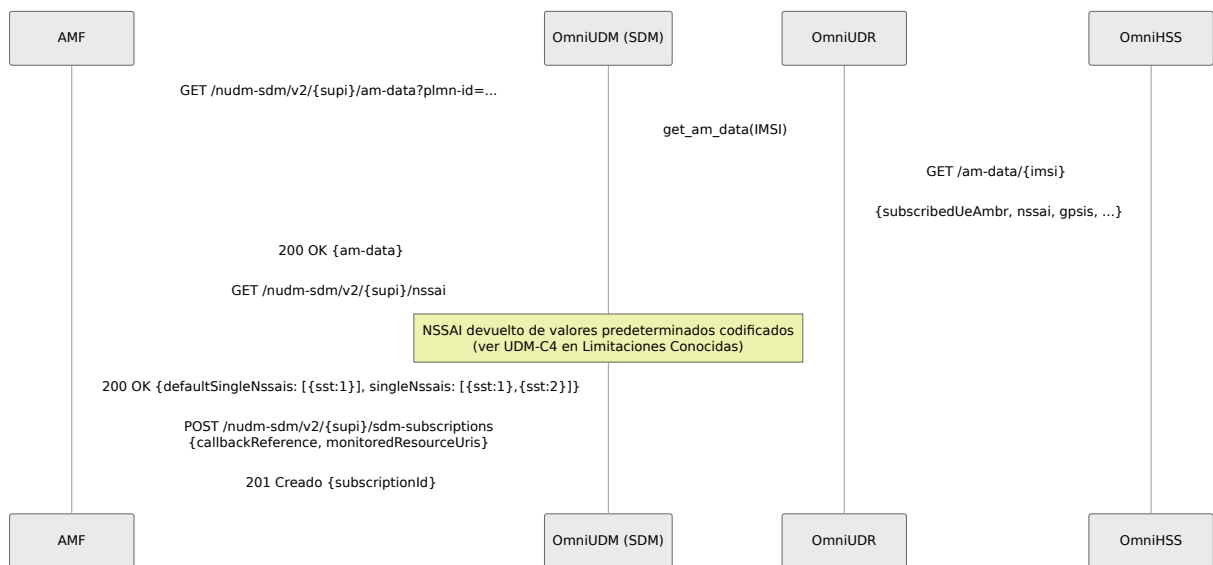 AMF
OmniUDM (SDM)
OmniUDR
OmniHSS
GET /nudm-sdm/v2/{supi}/am-data?plmn-id=...
get_am_data(IMSI)
GET /am-data/{imsi}
{subscribedUeAmbr, nssai, gpsis, ...}
200 OK {am-data}
GET /nudm-sdm/v2/{supi}/nssai
NSSAI devuelto de valores predeterminados codificados
(ver UDM-C4 en Limitaciones Conocidas)
200 OK {defaultSingleNssais: [{sst:1}], singleNssais: [{sst:1},{sst:2}]}
POST /nudm-sdm/v2/{supi}/sdm-subscriptions
{callbackReference, monitoredResourceUris}
201 Creado {subscriptionId}
AMF
OmniUDM (SDM)
OmniUDR
OmniHSS